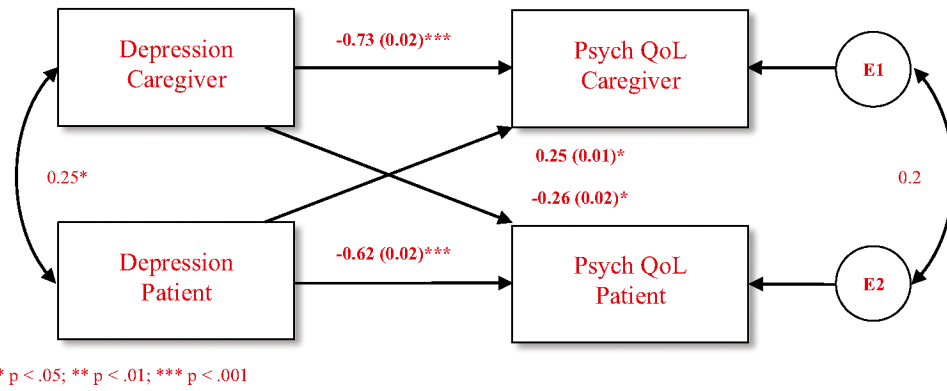 Depression
Caregiver
-0.73 (0.02)***
Psych QoL
Caregiver
E1
0.25*
0.25 (0.01)*
-0.26 (0.02)*
0.2
Depression
Patient
-0.62 (0.02)***
Psych QoL
Patient
E2
* p < .05; ** p < .01; *** p < .001